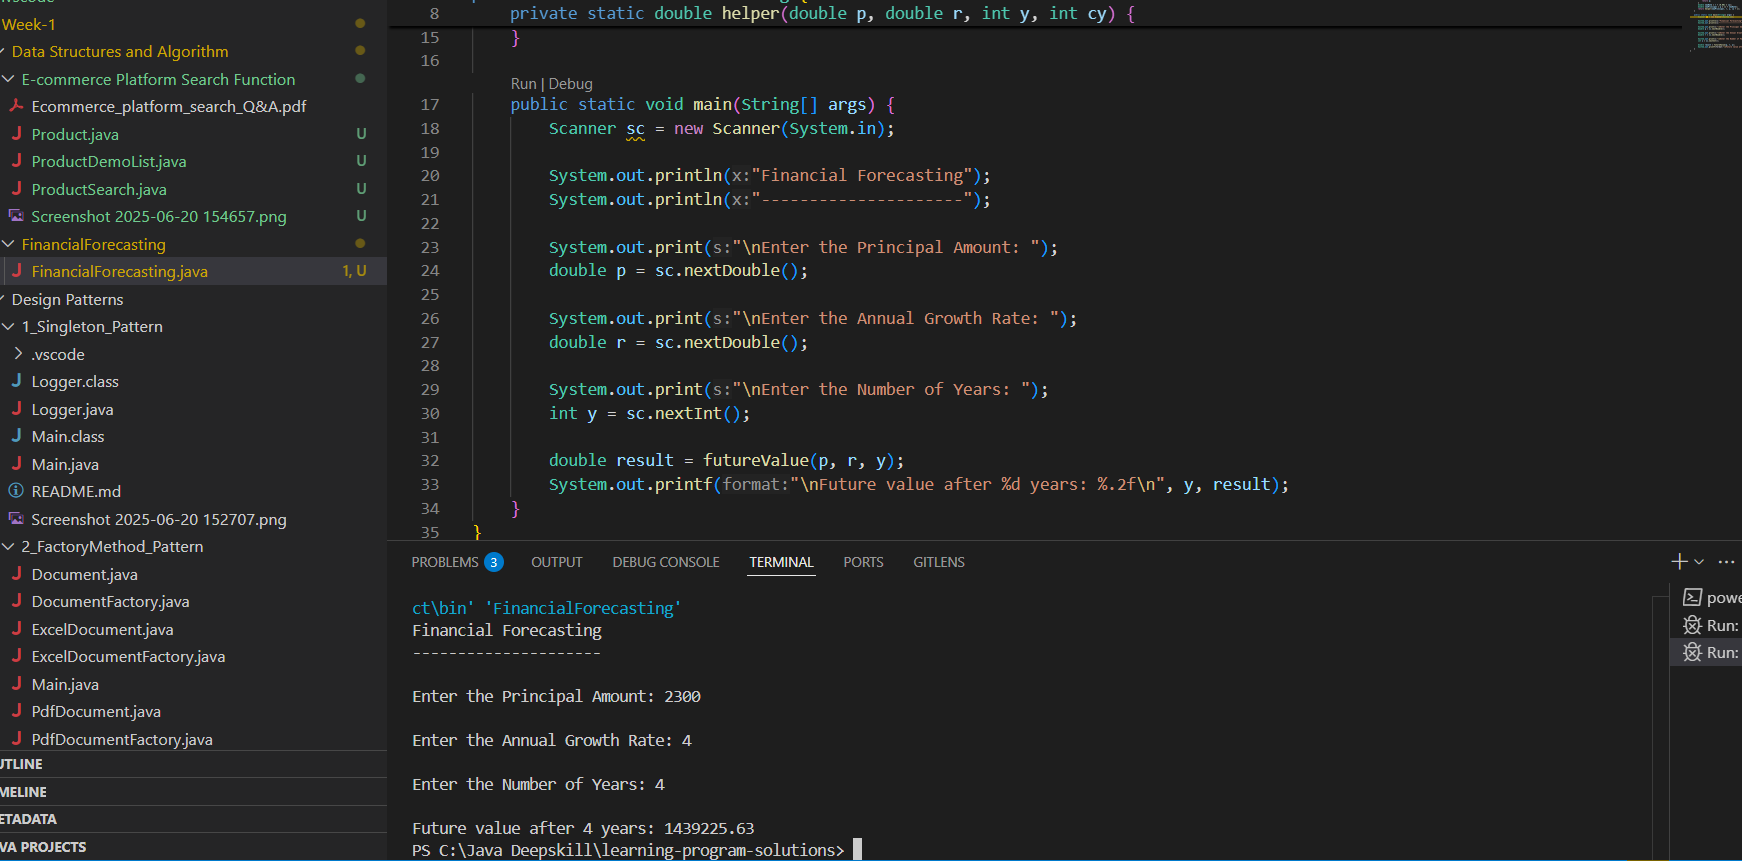 Week-1
Data Structures and Algorithm
E-commerce Platform Search Function
Ecommerce_platform_search_Q&A.pdf
Product.java U
ProductDemoList.java U
ProductSearch.java U
Screenshot 2025-06-20 154657.png U
FinancialForecasting
FinancialForecasting.java 1, U
Design Patterns
1_Singleton_Pattern
.vscode
Logger.class
Logger.java
Main.class
Main.java
README.md
Screenshot 2025-06-20 152707.png
2_FactoryMethod_Pattern
Document.java
DocumentFactory.java
ExcelDocument.java
ExcelDocumentFactory.java
Main.java
PdfDocument.java
PdfDocumentFactory.java
UTLINE
MELINE
ETADATA
VA PROJECTS
8 private static double helper(double p, double r, int y, int cy) {
15 }
16
Run | Debug
17 public static void main(String[] args) {
18 Scanner sc = new Scanner(System.in);
19
20 System.out.println(x:"Financial Forecasting");
21 System.out.println(x:"---------------------");
22
23 System.out.print(s:"\nEnter the Principal Amount: ");
24 double p = sc.nextDouble();
25
26 System.out.print(s:"\nEnter the Annual Growth Rate: ");
27 double r = sc.nextDouble();
28
29 System.out.print(s:"\nEnter the Number of Years: ");
30 int y = sc.nextInt();
31
32 double result = futureValue(p, r, y);
33 System.out.printf(format:"\nFuture value after %d years: %.2f\n", y, result);
34 }
35 }
PROBLEMS 3 OUTPUT DEBUG CONSOLE TERMINAL PORTS GITLENS
ct\bin' 'FinancialForecasting'
Financial Forecasting
---------------------
Enter the Principal Amount: 2300
Enter the Annual Growth Rate: 4
Enter the Number of Years: 4
Future value after 4 years: 1439225.63
PS C:\Java Deepskill\learning-program-solutions>
powe
Run:
Run: